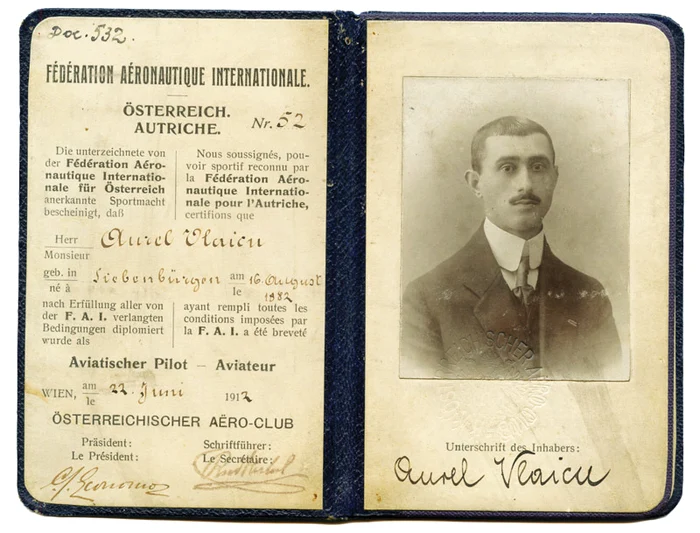 Doc. 532.
FÉDÉRATION AÉRONAUTIQUE INTERNATIONALE.
ÖSTERREICH.
AUTRICHE.
Nr. 52
Die unterzeichnete von
der Fédération Aéro-
nautique Internatio-
nale für Österreich
anerkannte Sportmacht
bescheinigt, daß
Nous soussignés, pou-
voir sportif reconnu par
la Fédération Aéro-
nautique Internatio-
nale pour l'Autriche,
certifions que
Herr
Monsieur
Aurel Vlaicu
geb. in
né à
Siebenbürgen
am
le
16. August
1882
nach Erfüllung aller von
der F. A. I. verlangten
Bedingungen diplomiert
wurde als
ayant rempli toutes les
conditions imposées par
la F. A. I. a été breveté
Aviatischer Pilot — Aviateur
WIEN,
am
le
22. Juni
1912
ÖSTERREICHISCHER AËRO-CLUB
Präsident:
Le Président:
Schriftführer:
Le Secrétaire:
Economo
Unterschrift des Inhabers:
Aurel Vlaicu